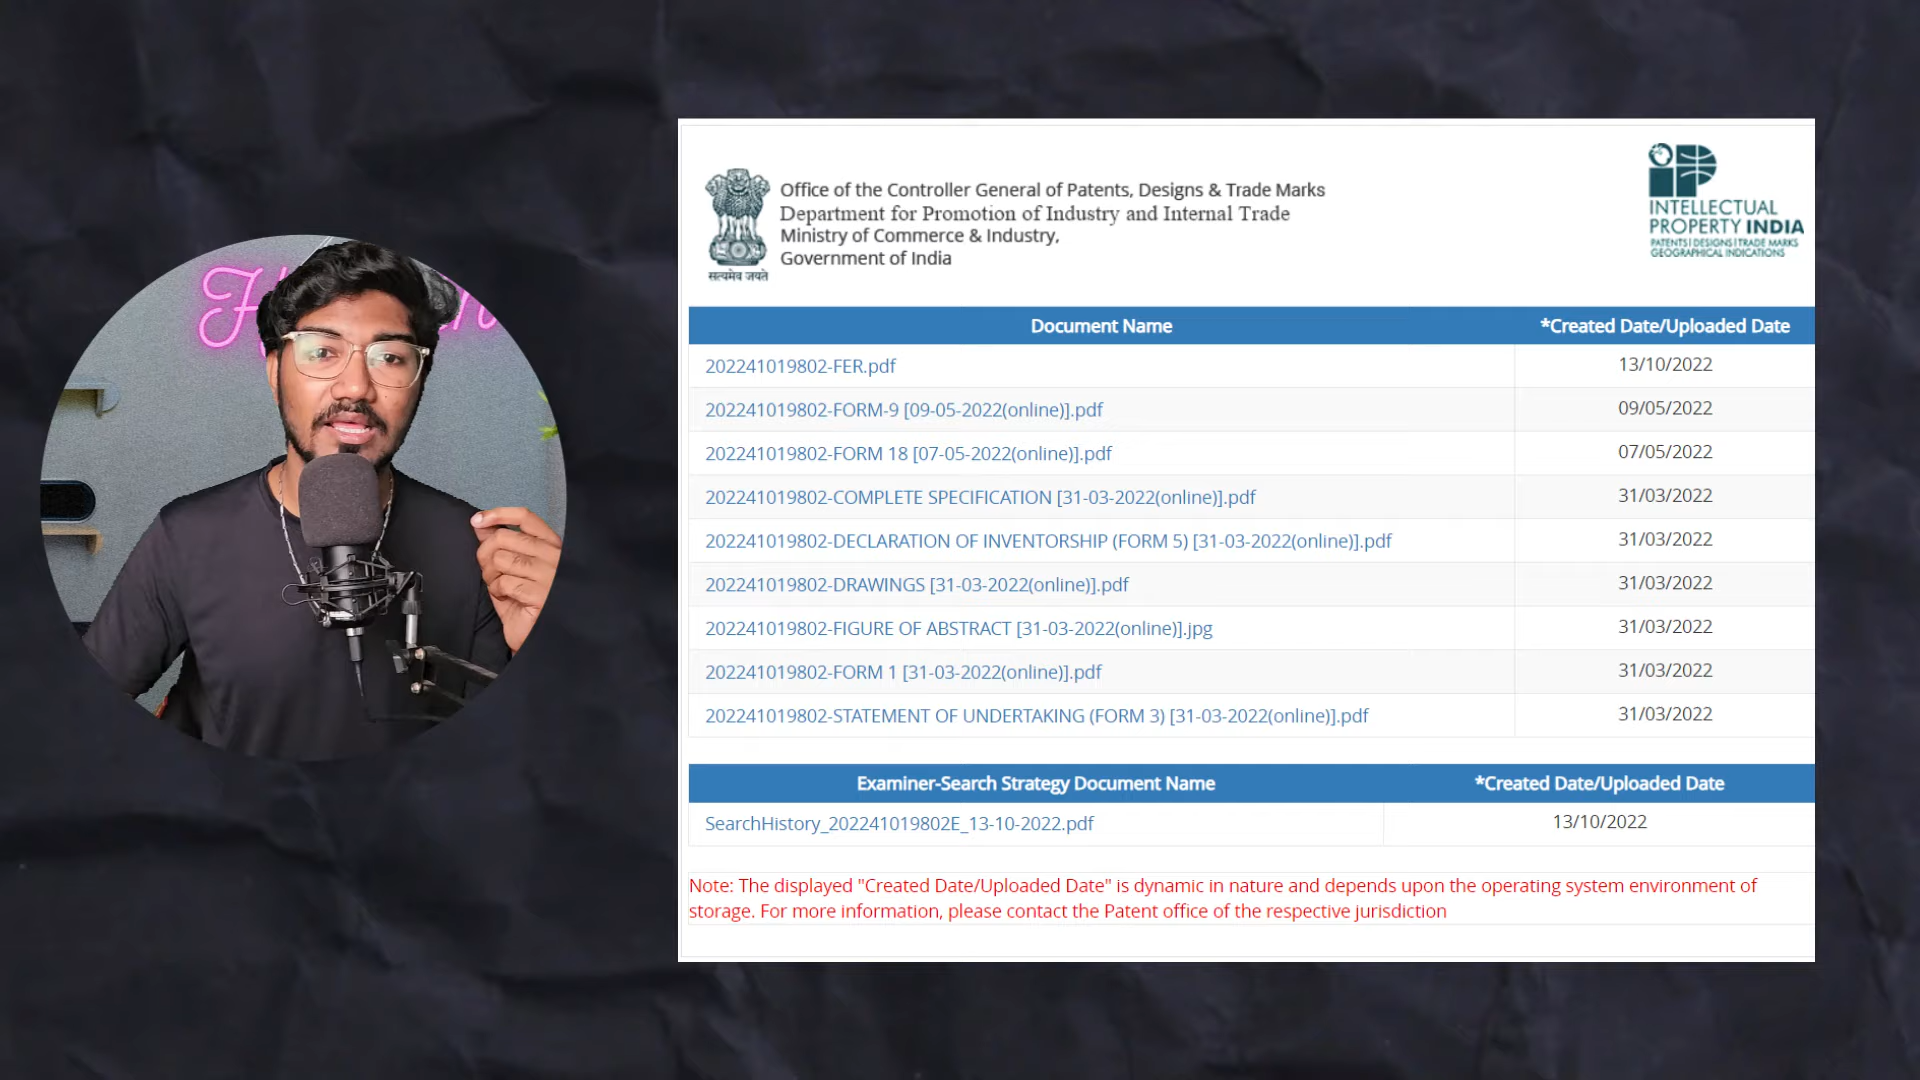 Office of the Controller General of Patents, Designs & Trade Marks
Department for Promotion of Industry and Internal Trade
Ministry of Commerce & Industry,
Government of India
सत्यमेव जयते
INTELLECTUAL
PROPERTY INDIA
PATENTS | DESIGNS | TRADE MARKS
GEOGRAPHICAL INDICATIONS
Document Name *Created Date/Uploaded Date
202241019802-FER.pdf 13/10/2022
202241019802-FORM-9 [09-05-2022(online)].pdf 09/05/2022
202241019802-FORM 18 [07-05-2022(online)].pdf 07/05/2022
202241019802-COMPLETE SPECIFICATION [31-03-2022(online)].pdf 31/03/2022
202241019802-DECLARATION OF INVENTORSHIP (FORM 5) [31-03-2022(online)].pdf 31/03/2022
202241019802-DRAWINGS [31-03-2022(online)].pdf 31/03/2022
202241019802-FIGURE OF ABSTRACT [31-03-2022(online)].jpg 31/03/2022
202241019802-FORM 1 [31-03-2022(online)].pdf 31/03/2022
202241019802-STATEMENT OF UNDERTAKING (FORM 3) [31-03-2022(online)].pdf 31/03/2022
Examiner-Search Strategy Document Name *Created Date/Uploaded Date
SearchHistory_202241019802E_13-10-2022.pdf 13/10/2022
Note: The displayed "Created Date/Uploaded Date" is dynamic in nature and depends upon the operating system environment of
storage. For more information, please contact the Patent office of the respective jurisdiction